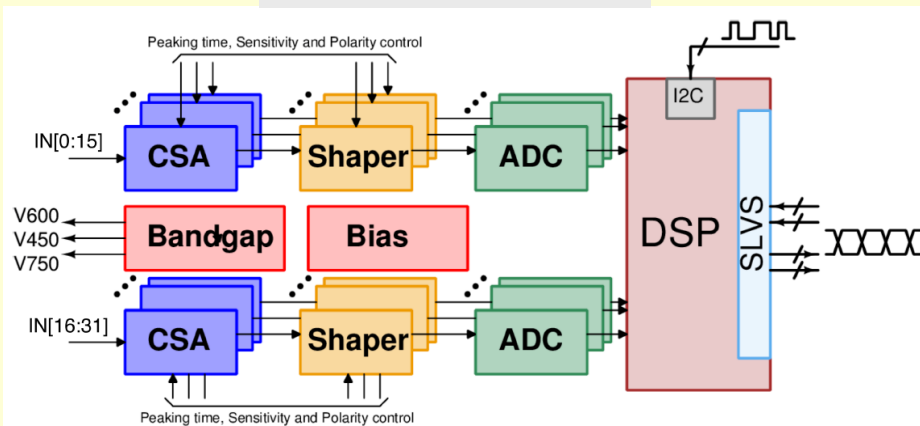 Peaking time, Sensitivity and Polarity control
I2C
IN[0:15]
CSA
Shaper
ADC
V600
V450
V750
Bandgap
Bias
DSP
SLVS
IN[16:31]
CSA
Shaper
ADC
Peaking time, Sensitivity and Polarity control